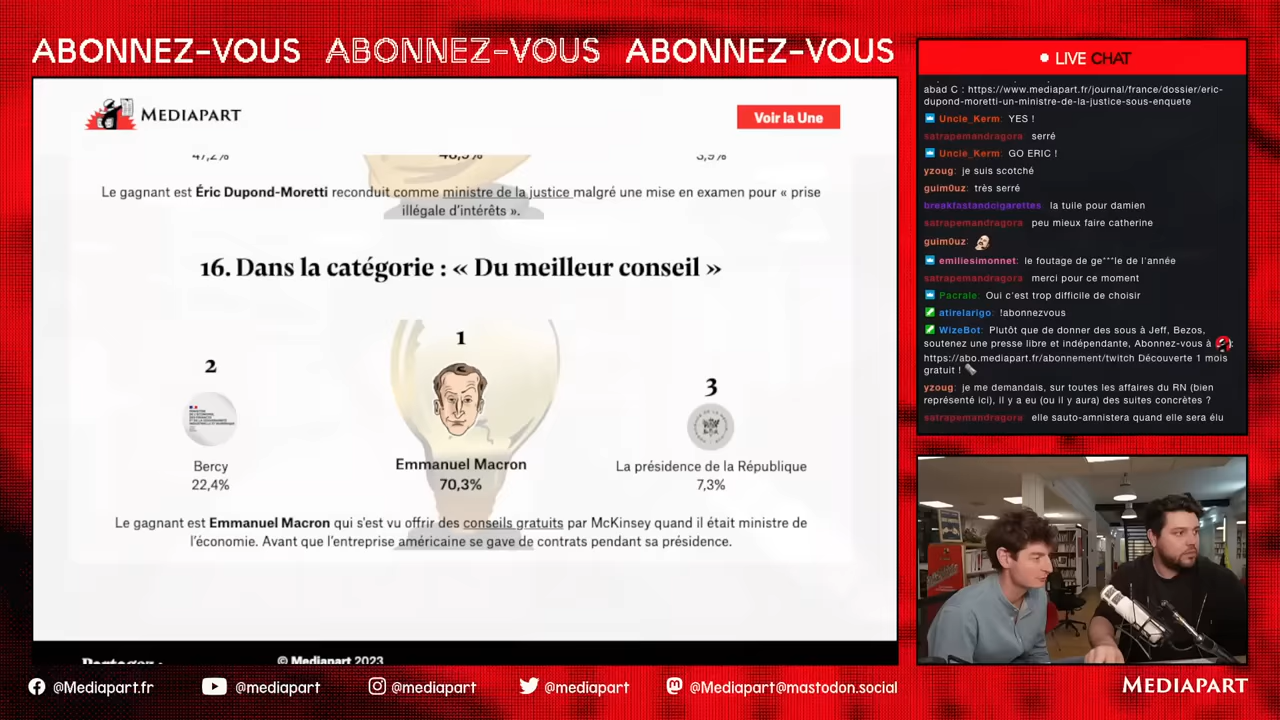 ABONNEZ-VOUS ABONNEZ-VOUS ABONNEZ-VOUS
MEDIAPART
Voir la Une
47,2%
3,9%
Le gagnant est Éric Dupond-Moretti reconduit comme ministre de la justice malgré une mise en examen pour « prise
illégale d'intérêts ».
16. Dans la catégorie : « Du meilleur conseil »
1
2
3
Bercy
22,4%
Emmanuel Macron
70,3%
La présidence de la République
7,3%
Le gagnant est Emmanuel Macron qui s'est vu offrir des conseils gratuits par McKinsey quand il était ministre de
l'économie. Avant que l'entreprise américaine se gave de contrats pendant sa présidence.
Partager :
© Mediapart 2023
LIVE CHAT
abad C : https://www.mediapart.fr/journal/france/dossier/eric-
dupond-moretti-un-ministre-de-la-justice-sous-enquete
Uncle_Kerm: YES !
satrapemandragora serré
Uncle_Kerm: GO ERIC !
yzoug: je suis scotché
guim0uz: très serré
breakfastandcigarettes la tuile pour damien
satrapemandragora peu mieux faire catherine
guim0uz:
emiliesimonnet: le foutage de ge***le de l'année
satrapemandragora merci pour ce moment
Pacrale: Oui c'est trop difficile de choisir
atirelarigo: !abonnezvous
WizeBot: Plutôt que de donner des sous à Jeff, Bezos,
soutenez une presse libre et indépendante, Abonnez-vous à :
https://abo.mediapart.fr/abonnement/twitch Découverte 1 mois
gratuit !
yzoug: je me demandais, sur toutes les affaires du RN (bien
représenté ici), il y a eu (ou il y aura) des suites concrètes ?
satrapemandragora elle sauto-amnistera quand elle sera élu
@Mediapart.fr
@mediapart
@mediapart
@mediapart
@Mediapart@mastodon.social
MEDIAPART